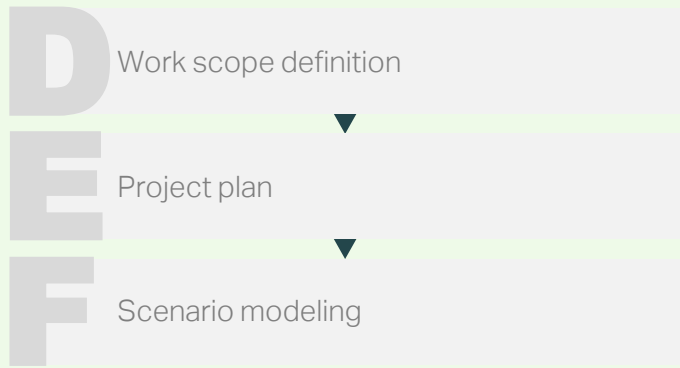 D Work scope definition
E Project plan
F Scenario modeling